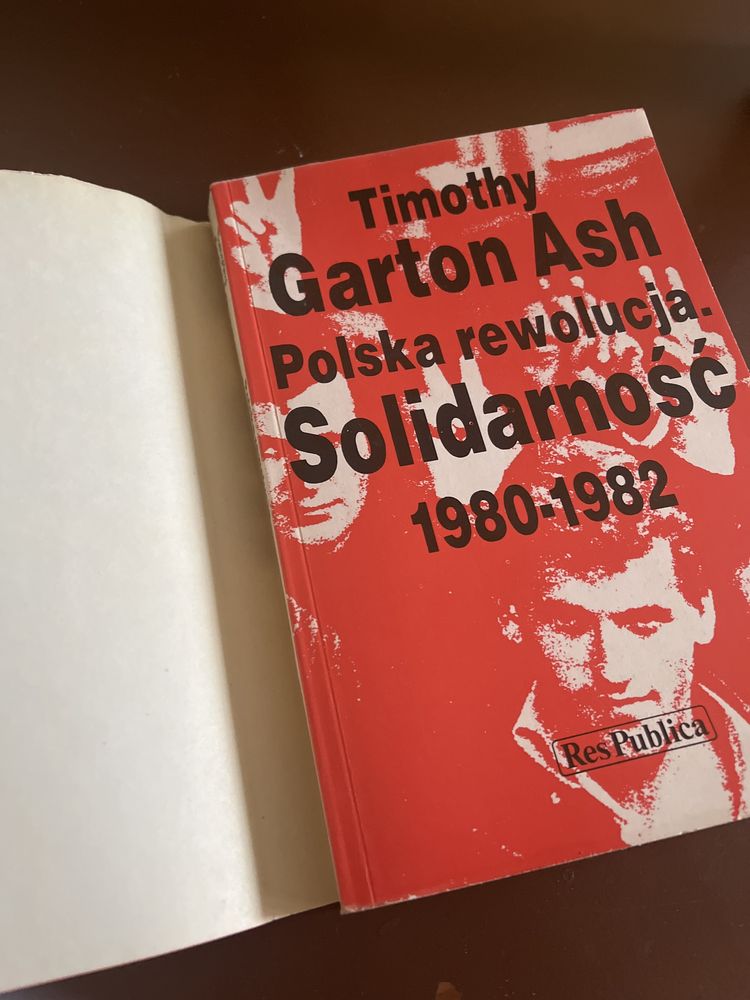 Timothy
Garton Ash
Polska rewolucja.
Solidarność
1980-1982
Res Publica